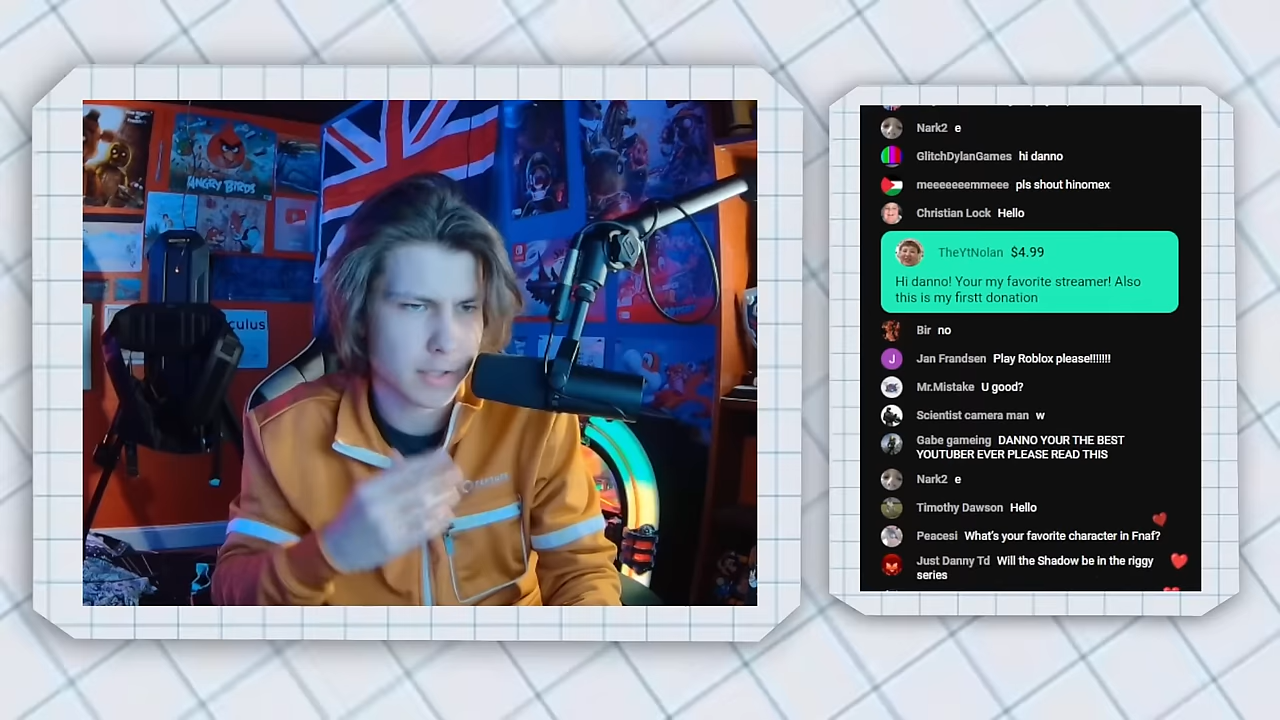 ANGRY BIRDS
culus
Nark2 e
GlitchDylanGames hi danno
meeeeeemmeee pls shout hinomex
Christian Lock Hello
TheYtNolan $4.99
Hi danno! Your my favorite streamer! Also
this is my firstt donation
Bir no
J Jan Frandsen Play Roblox please!!!!!!!
Mr.Mistake U good?
Scientist camera man w
Gabe gameing DANNO YOUR THE BEST
YOUTUBER EVER PLEASE READ THIS
Nark2 e
Timothy Dawson Hello
Peacesi What's your favorite character in Fnaf?
Just Danny Td Will the Shadow be in the riggy
series